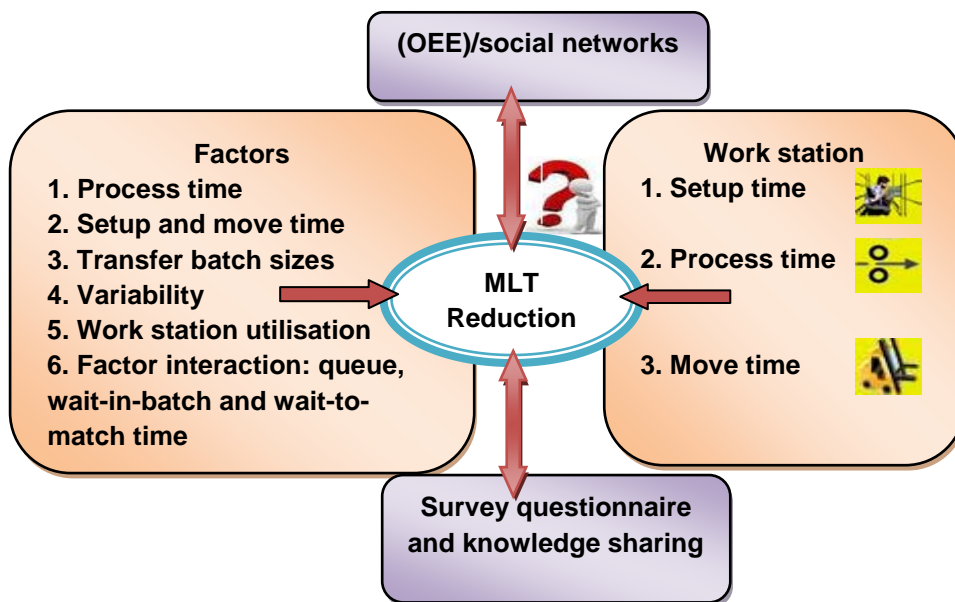 (OEE)/social networks
Factors
1. Process time
2. Setup and move time
3. Transfer batch sizes
4. Variability
5. Work station utilisation
6. Factor interaction: queue,
wait-in-batch and wait-to-
match time
MLT
Reduction
Work station
1. Setup time
2. Process time
3. Move time
Survey questionnaire
and knowledge sharing